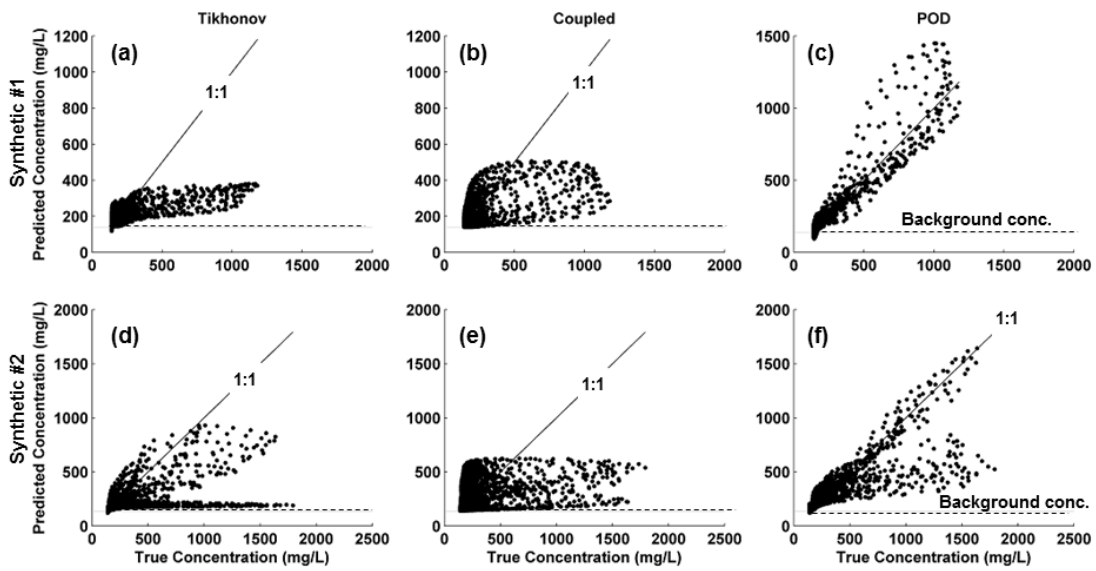 Tikhonov
Coupled
POD
Synthetic #1
Predicted Concentration (mg/L)
1200
1000
800
600
400
200
0
(a)
1:1
0 500 1000 1500 2000
1200
1000
800
600
400
200
0
(b)
1:1
0 500 1000 1500 2000
1500
1000
500
0
(c)
Background conc.
0 500 1000 1500 2000
Synthetic #2
Predicted Concentration (mg/L)
2000
1500
1000
500
0
(d)
1:1
0 500 1000 1500 2000 2500
True Concentration (mg/L)
2000
1500
1000
500
0
(e)
1:1
0 500 1000 1500 2000 2500
True Concentration (mg/L)
2000
1500
1000
500
0
(f)
1:1
Background conc.
0 500 1000 1500 2000 2500
True Concentration (mg/L)